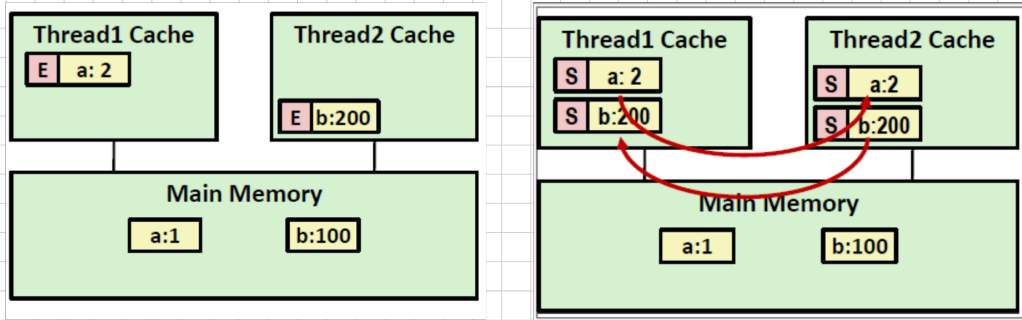 Thread1 Cache
E a: 2
Thread2 Cache
E b:200
Main Memory
a:1 b:100
Thread1 Cache
S a: 2
S b:200
Thread2 Cache
S a:2
S b:200
Main Memory
a:1 b:100